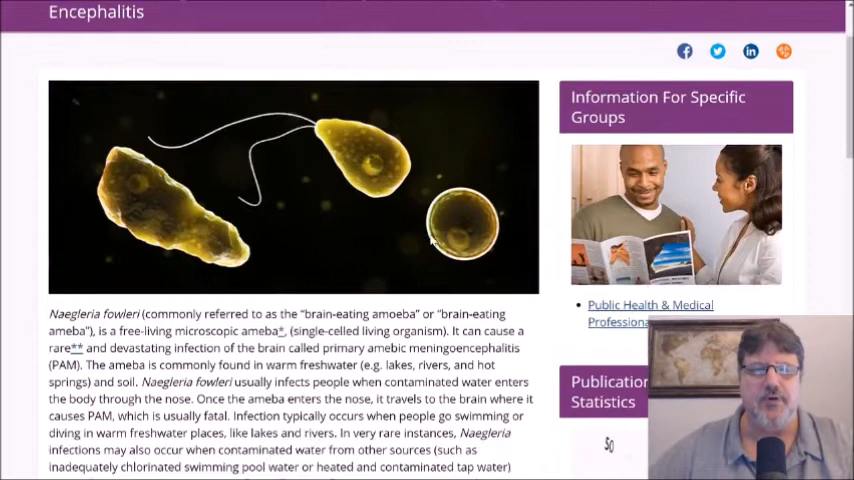 Encephalitis
Information For Specific
Groups
Naegleria fowleri (commonly referred to as the “brain-eating amoeba” or “brain-eating
ameba”), is a free-living microscopic ameba*, (single-celled living organism). It can cause a
rare** and devastating infection of the brain called primary amebic meningoencephalitis
(PAM). The ameba is commonly found in warm freshwater (e.g. lakes, rivers, and hot
springs) and soil. Naegleria fowleri usually infects people when contaminated water enters
the body through the nose. Once the ameba enters the nose, it travels to the brain where it
causes PAM, which is usually fatal. Infection typically occurs when people go swimming or
diving in warm freshwater places, like lakes and rivers. In very rare instances, Naegleria
infections may also occur when contaminated water from other sources (such as
inadequately chlorinated swimming pool water or heated and contaminated tap water)
• Public Health & Medical
Professiona
Publication
Statistics